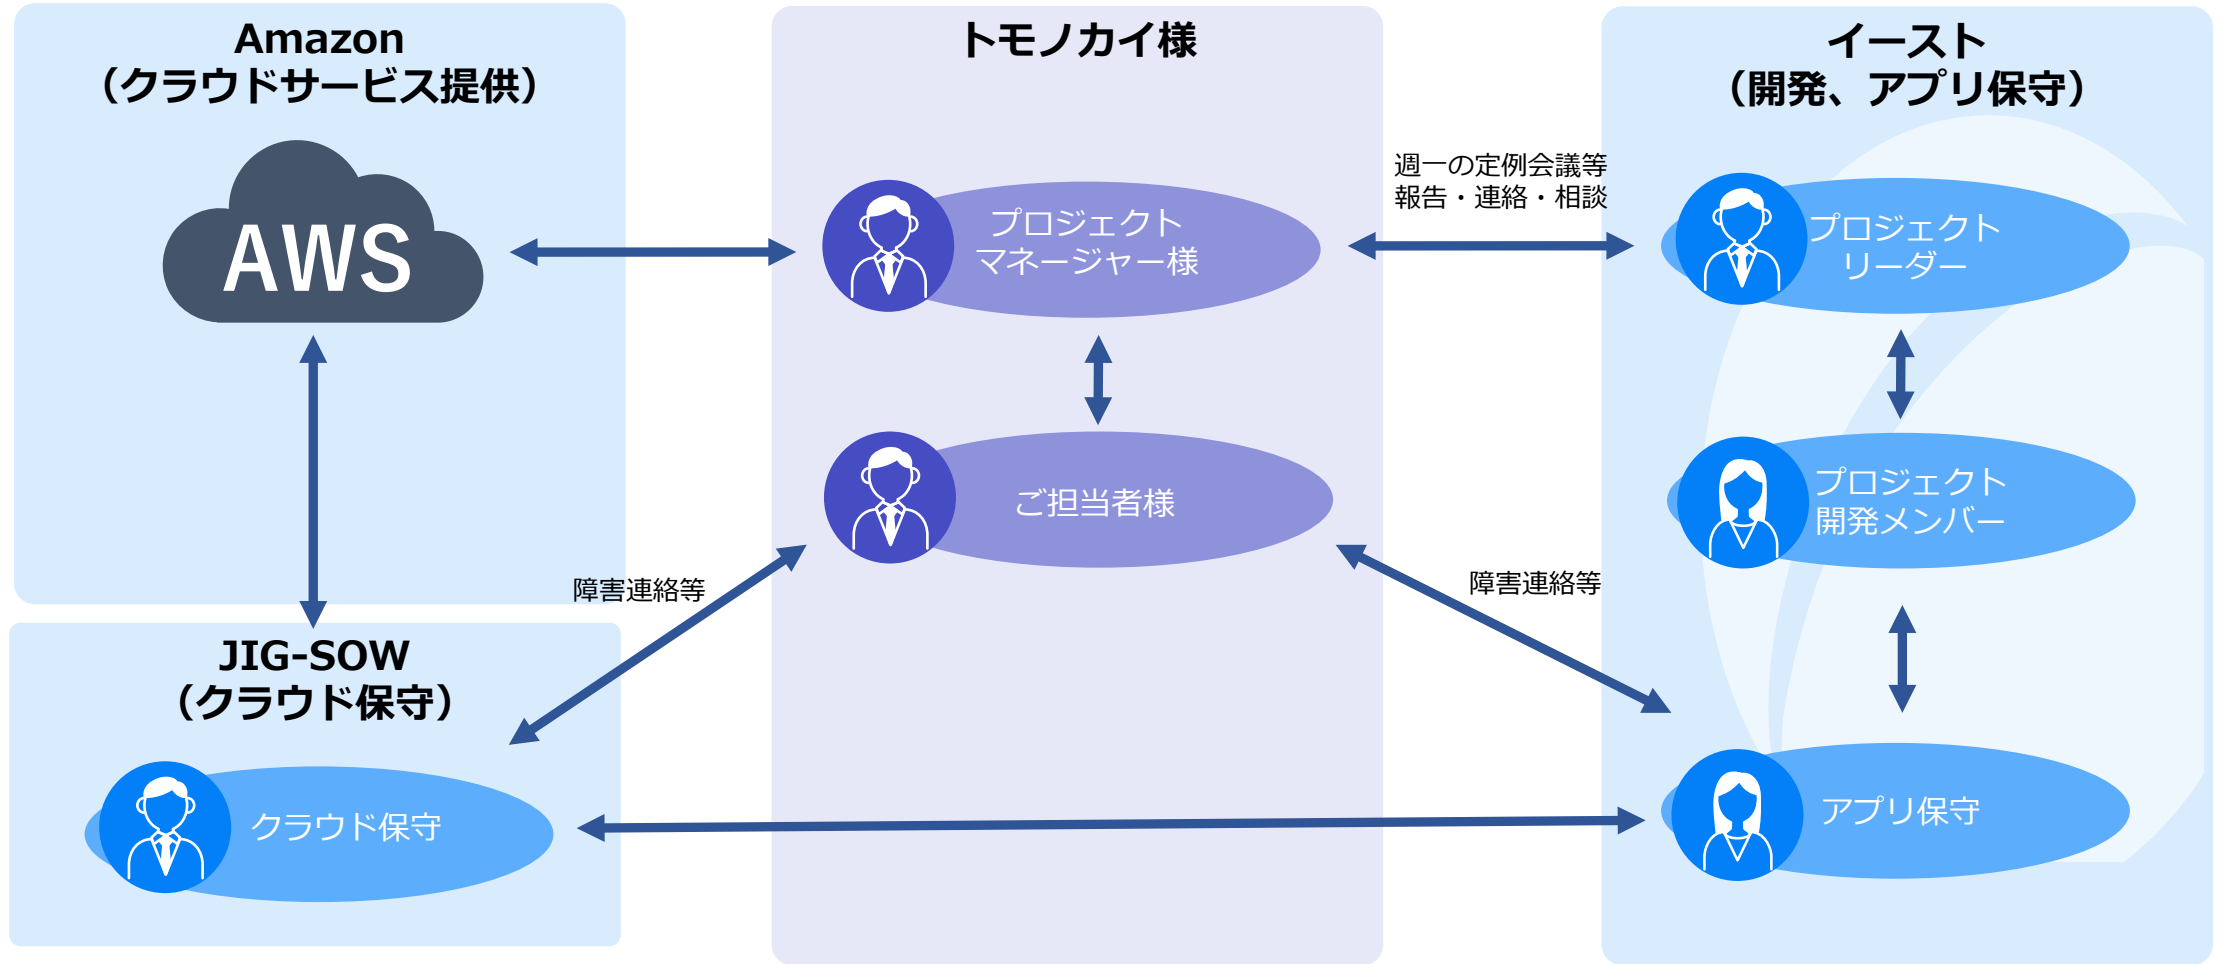 Amazon
（クラウドサービス提供）
AWS
JIG-SOW
（クラウド保守）
クラウド保守
障害連絡等
トモノカイ様
プロジェクト
マネージャー様
ご担当者様
週一の定例会議等
報告・連絡・相談
障害連絡等
イースト
（開発、アプリ保守）
プロジェクト
リーダー
プロジェクト
開発メンバー
アプリ保守